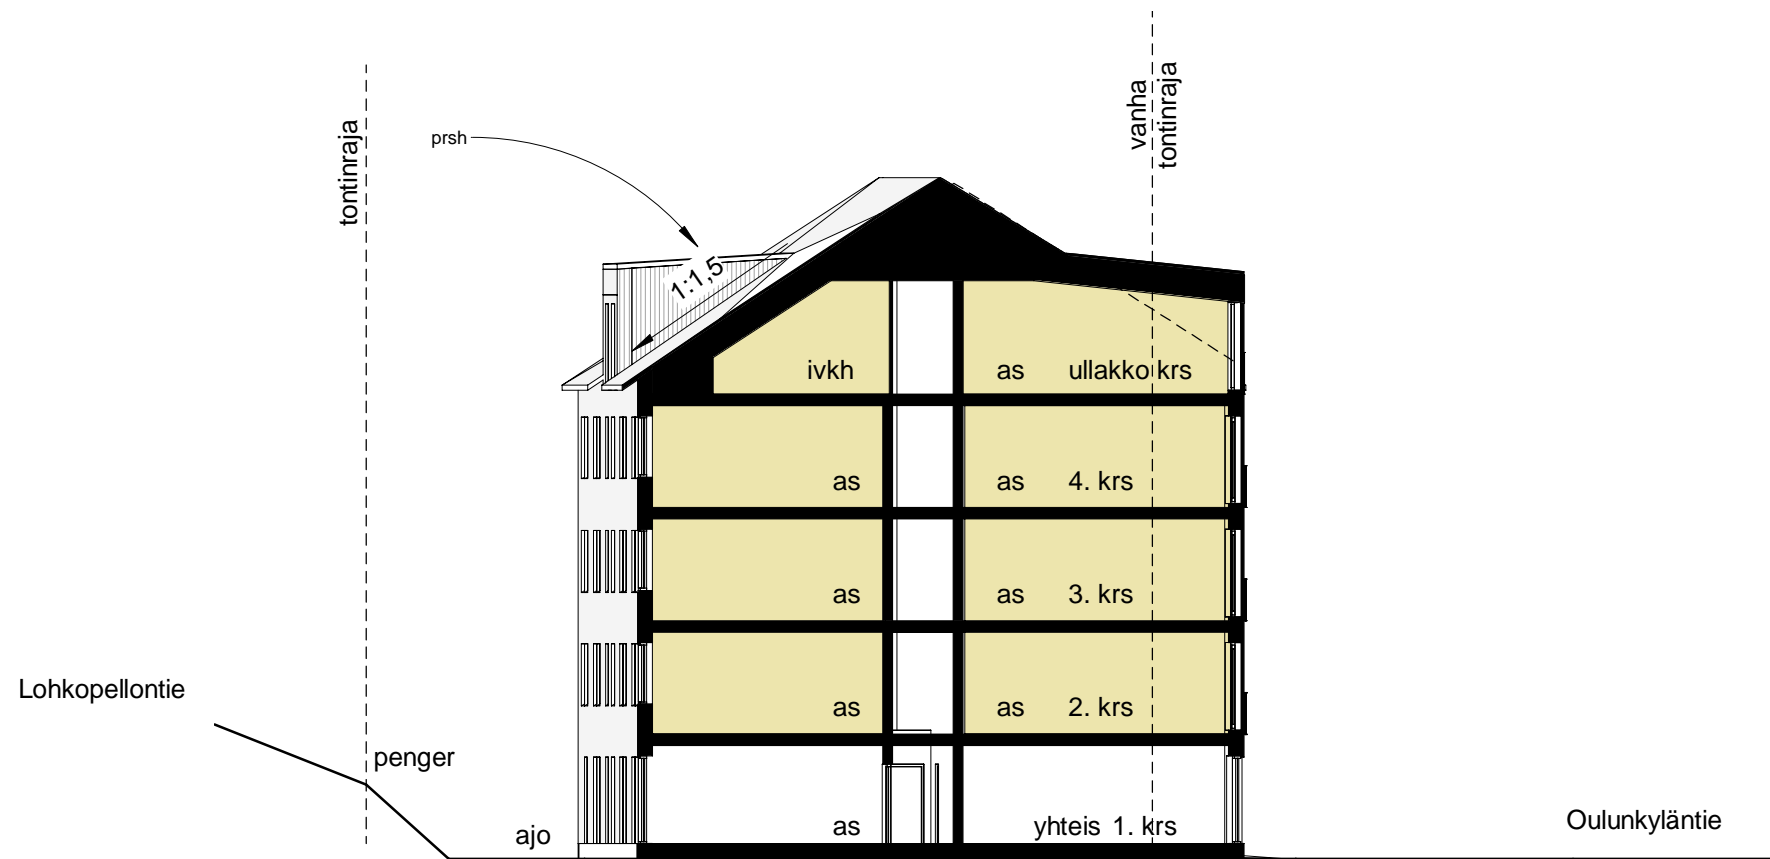 tontinraja
prsh
vanha
tontinraja
1:1,5
ivkh as ullakko krs
as as 4. krs
as as 3. krs
as as 2. krs
Lohkopellontie
penger
ajo as yhteis 1. krs
Oulunkyläntie